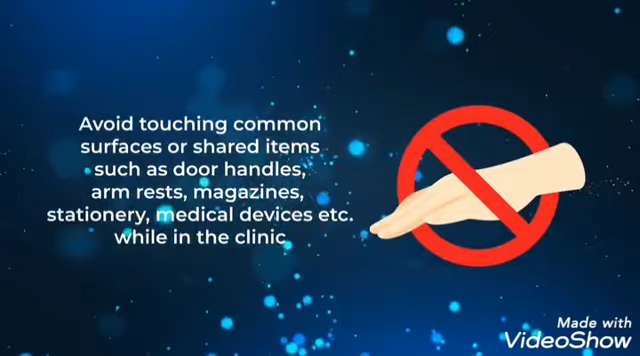 Avoid touching common
surfaces or shared items
such as door handles,
arm rests, magazines,
stationery, medical devices etc.
while in the clinic
Made with
VideoShow